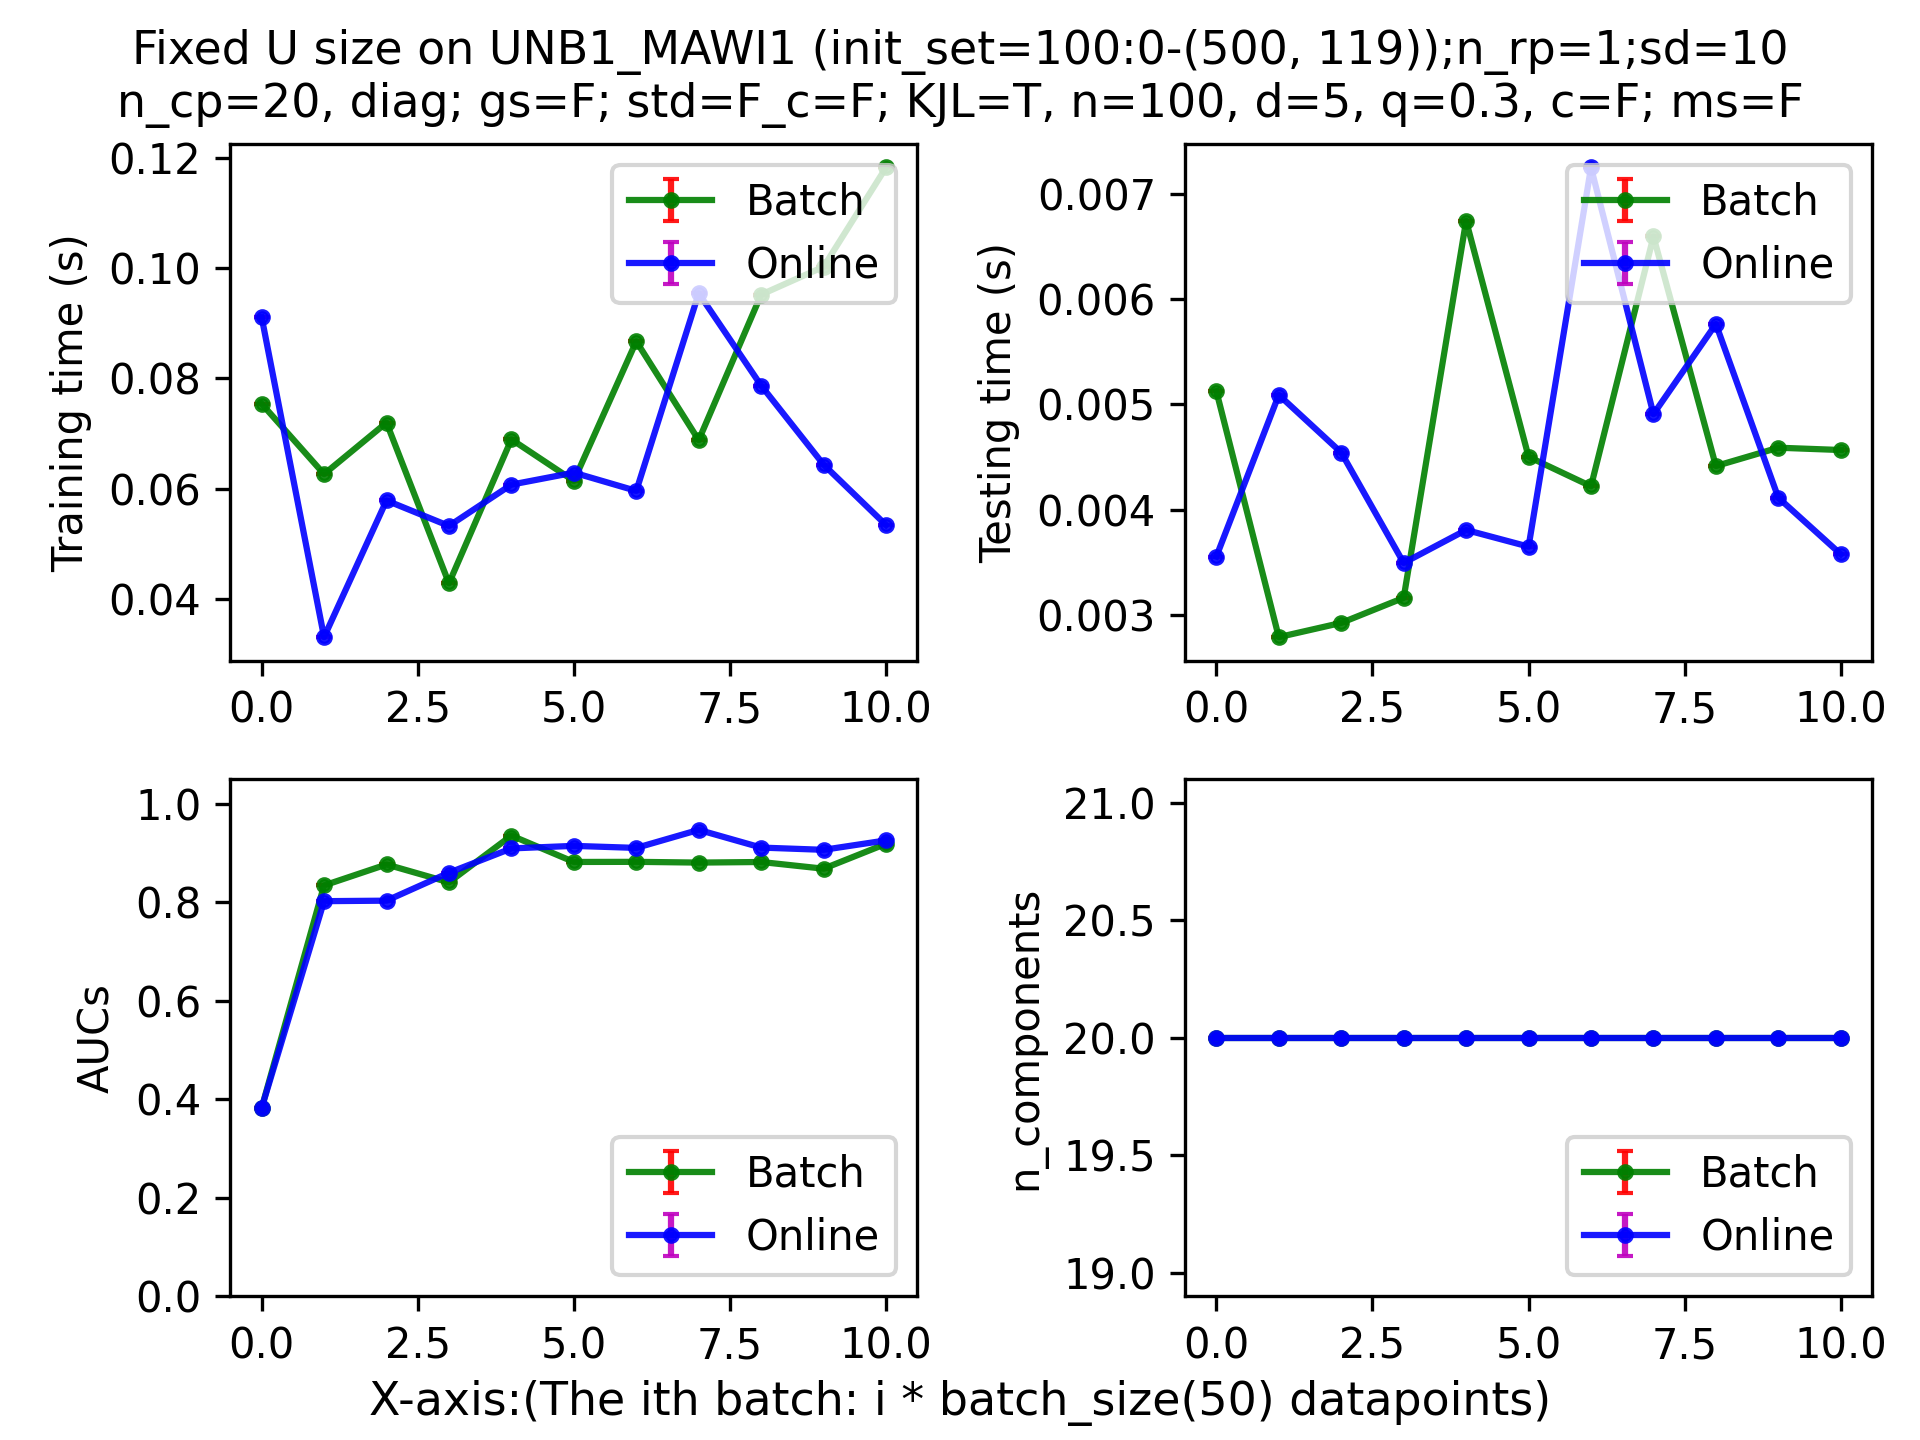 Fixed U size on UNB1_MAWI1 (init_set=100:0-(500, 119));n_rp=1;sd=10
n_cp=20, diag; gs=F; std=F_c=F; KJL=T, n=100, d=5, q=0.3, c=F; ms=F
Training time (s)
0.12
0.10
0.08
0.06
0.04
0.0 2.5 5.0 7.5 10.0
Batch
Online
Testing time (s)
0.007
0.006
0.005
0.004
0.003
0.0 2.5 5.0 7.5 10.0
Batch
Online
AUCs
1.0
0.8
0.6
0.4
0.2
0.0
0.0 2.5 5.0 7.5 10.0
Batch
Online
n_components
21.0
20.5
20.0
19.5
19.0
0.0 2.5 5.0 7.5 10.0
Batch
Online
X-axis:(The ith batch: i * batch_size(50) datapoints)